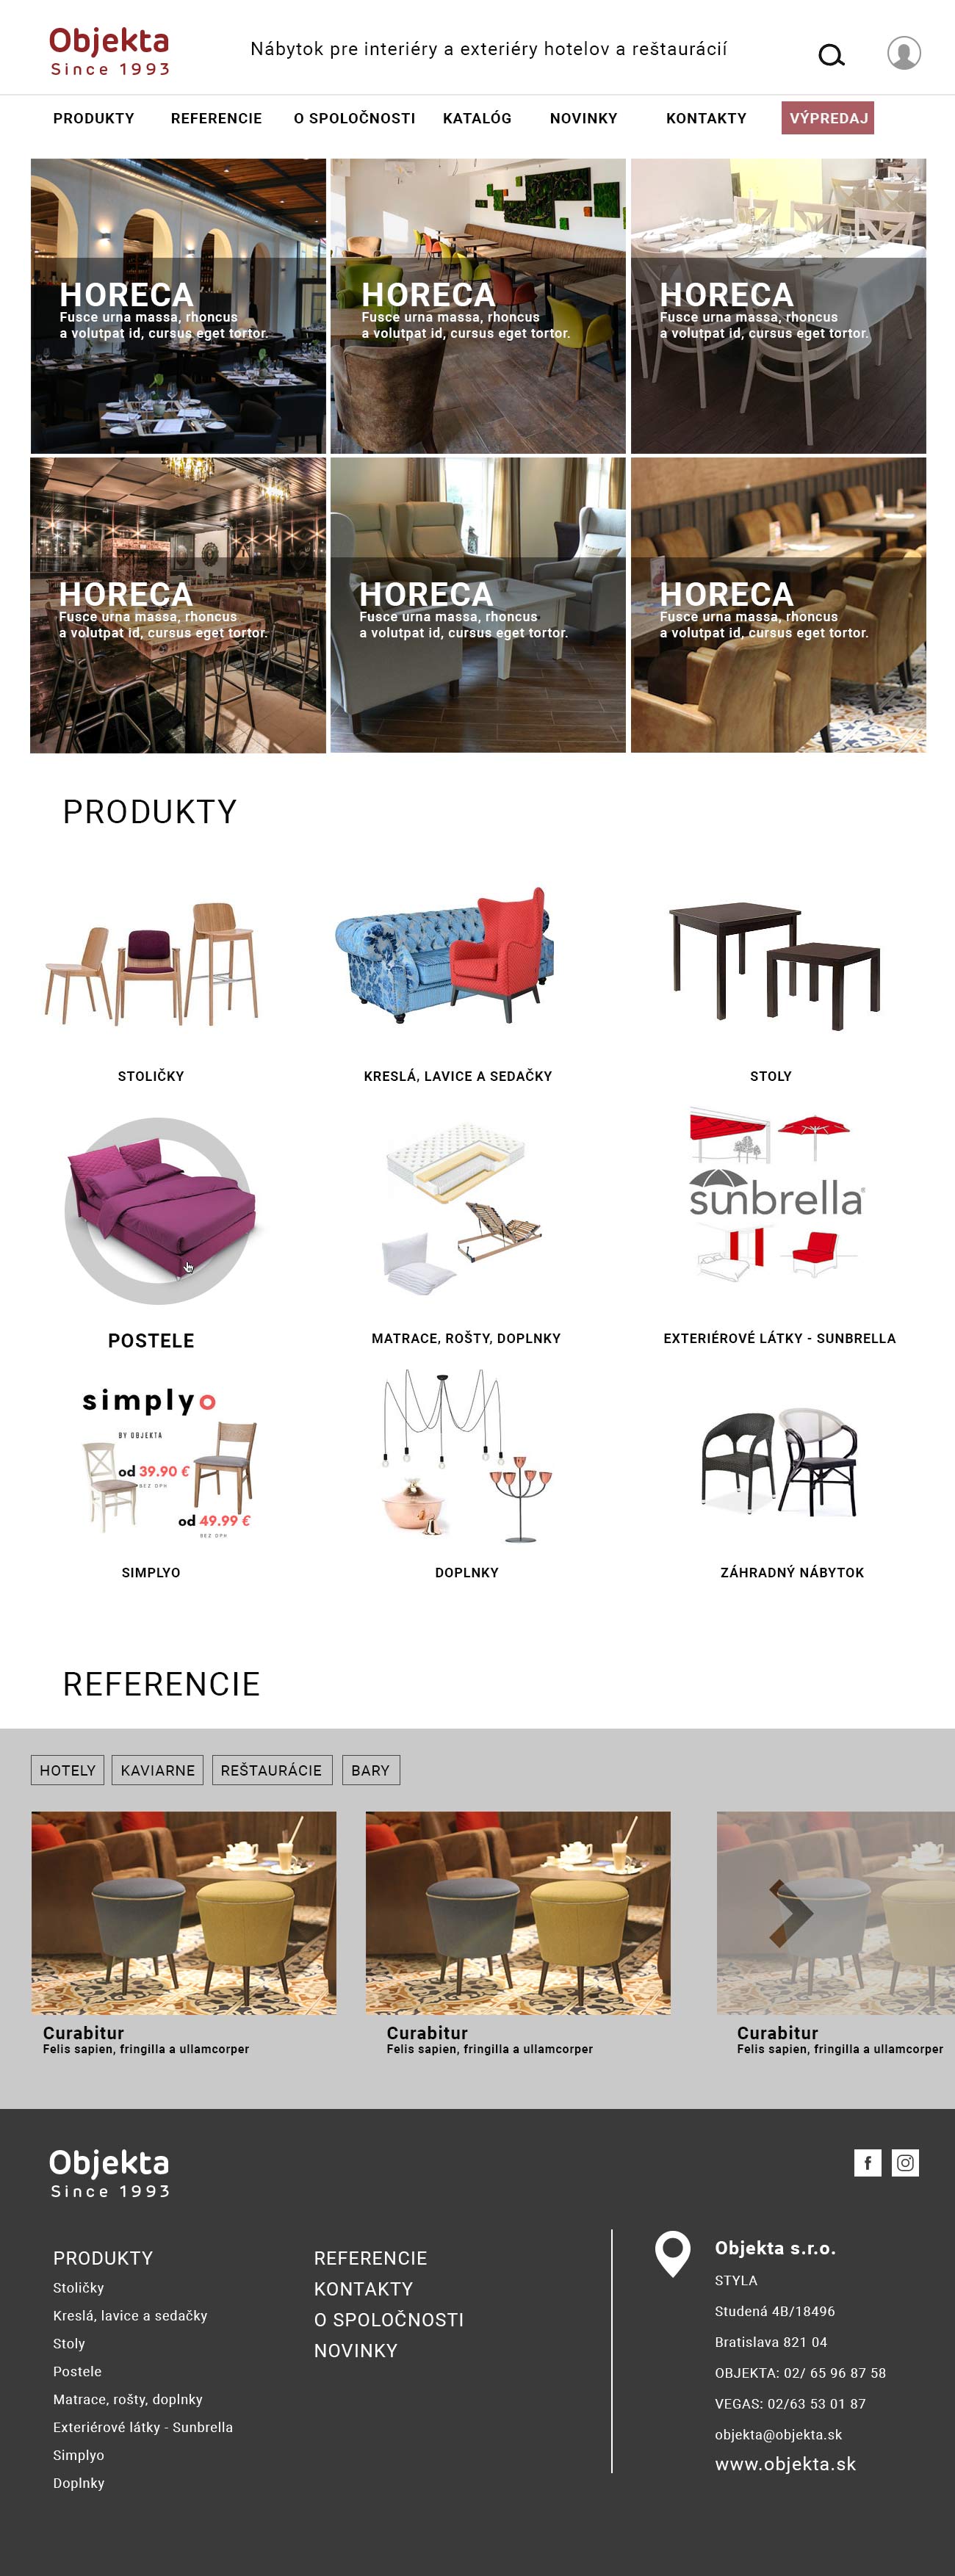 Objekta
Since 1993
Nábytok pre interiéry a exteriéry hotelov a reštaurácií
PRODUKTY REFERENCIE O SPOLOČNOSTI KATALÓG NOVINKY KONTAKTY VÝPREDAJ
HORECA
Fusce urna massa, rhoncus
a volutpat id, cursus eget tortor.
HORECA
Fusce urna massa, rhoncus
a volutpat id, cursus eget tortor.
HORECA
Fusce urna massa, rhoncus
a volutpat id, cursus eget tortor.
HORECA
Fusce urna massa, rhoncus
a volutpat id, cursus eget tortor.
HORECA
Fusce urna massa, rhoncus
a volutpat id, cursus eget tortor.
HORECA
Fusce urna massa, rhoncus
a volutpat id, cursus eget tortor.
PRODUKTY
STOLIČKY
KRESLÁ, LAVICE A SEDAČKY
STOLY
sunbrella®
POSTELE
MATRACE, ROŠTY, DOPLNKY
EXTERIÉROVÉ LÁTKY - SUNBRELLA
simplyo
BY OBJEKTA
od 39.90 €
BEZ DPH
od 49.99 €
BEZ DPH
SIMPLYO
DOPLNKY
ZÁHRADNÝ NÁBYTOK
REFERENCIE
HOTELY KAVIARNE REŠTAURÁCIE BARY
Curabitur
Felis sapien, fringilla a ullamcorper
Curabitur
Felis sapien, fringilla a ullamcorper
Curabitur
Felis sapien, fringilla a ullamcorper
Objekta
Since 1993
f
PRODUKTY
Stoličky
Kreslá, lavice a sedačky
Stoly
Postele
Matrace, rošty, doplnky
Exteriérové látky - Sunbrella
Simplyo
Doplnky
REFERENCIE
KONTAKTY
O SPOLOČNOSTI
NOVINKY
Objekta s.r.o.
STYLA
Studená 4B/18496
Bratislava 821 04
OBJEKTA: 02/ 65 96 87 58
VEGAS: 02/63 53 01 87
objekta@objekta.sk
www.objekta.sk